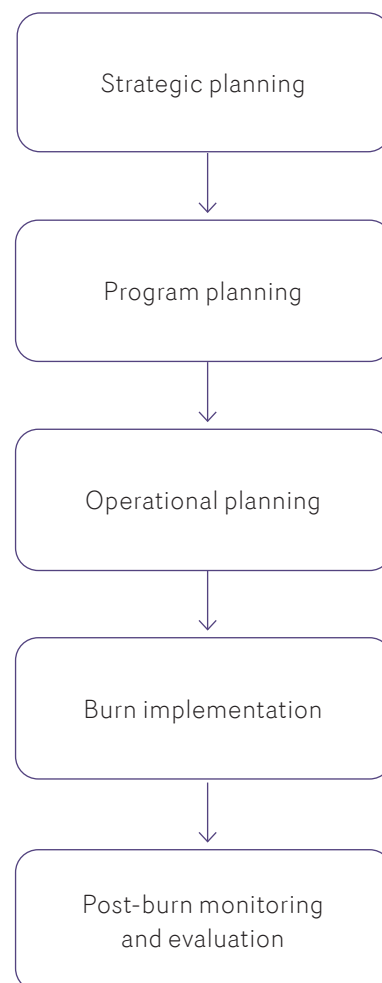 Strategic planning
Program planning
Operational planning
Burn implementation
Post-burn monitoring
and evaluation